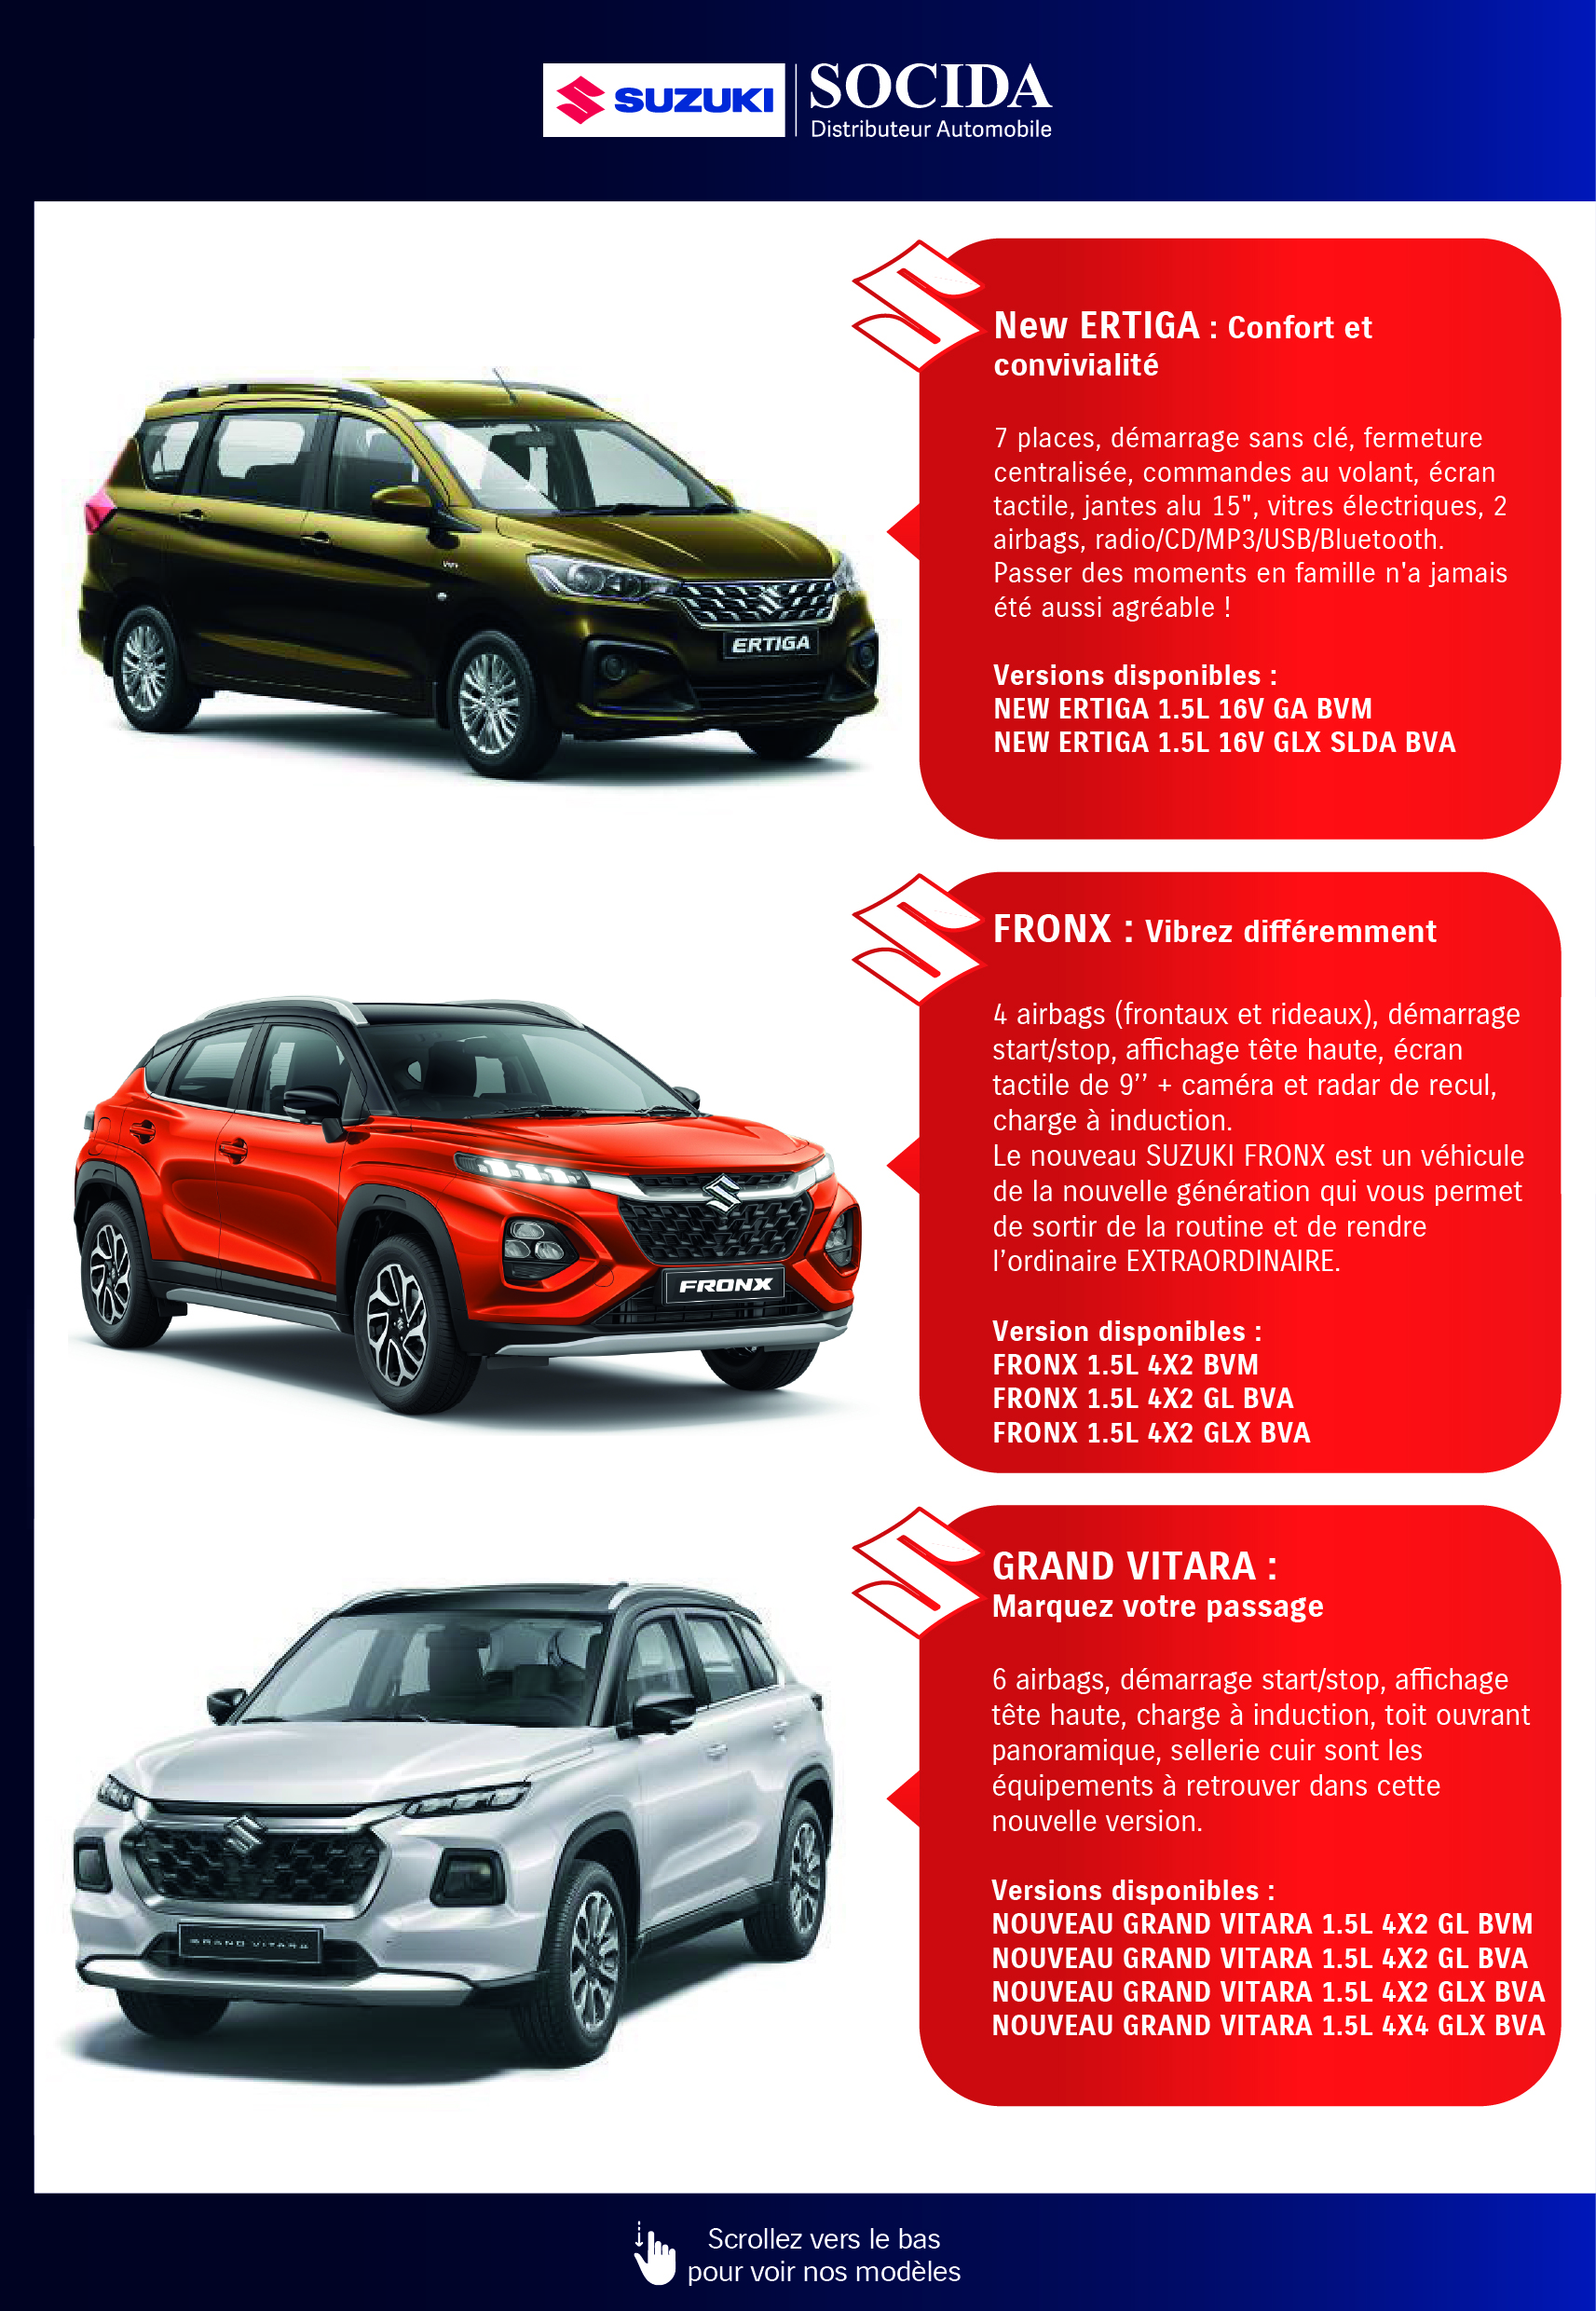 SUZUKI
SOCIDA
Distributeur Automobile
New ERTIGA : Confort et
convivialité
7 places, démarrage sans clé, fermeture
centralisée, commandes au volant, écran
tactile, jantes alu 15", vitres électriques, 2
airbags, radio/CD/MP3/USB/Bluetooth.
Passer des moments en famille n'a jamais
été aussi agréable !
Versions disponibles :
NEW ERTIGA 1.5L 16V GA BVM
NEW ERTIGA 1.5L 16V GLX SLDA BVA
ERTIGA
FRONX : Vibrez différemment
4 airbags (frontaux et rideaux), démarrage
start/stop, affichage tête haute, écran
tactile de 9’’ + caméra et radar de recul,
charge à induction.
Le nouveau SUZUKI FRONX est un véhicule
de la nouvelle génération qui vous permet
de sortir de la routine et de rendre
l’ordinaire EXTRAORDINAIRE.
Version disponibles :
FRONX 1.5L 4X2 BVM
FRONX 1.5L 4X2 GL BVA
FRONX 1.5L 4X2 GLX BVA
FRONX
GRAND VITARA :
Marquez votre passage
6 airbags, démarrage start/stop, affichage
tête haute, charge à induction, toit ouvrant
panoramique, sellerie cuir sont les
équipements à retrouver dans cette
nouvelle version.
Versions disponibles :
NOUVEAU GRAND VITARA 1.5L 4X2 GL BVM
NOUVEAU GRAND VITARA 1.5L 4X2 GL BVA
NOUVEAU GRAND VITARA 1.5L 4X2 GLX BVA
NOUVEAU GRAND VITARA 1.5L 4X4 GLX BVA
GRAND VITARA
Scrollez vers le bas
pour voir nos modèles